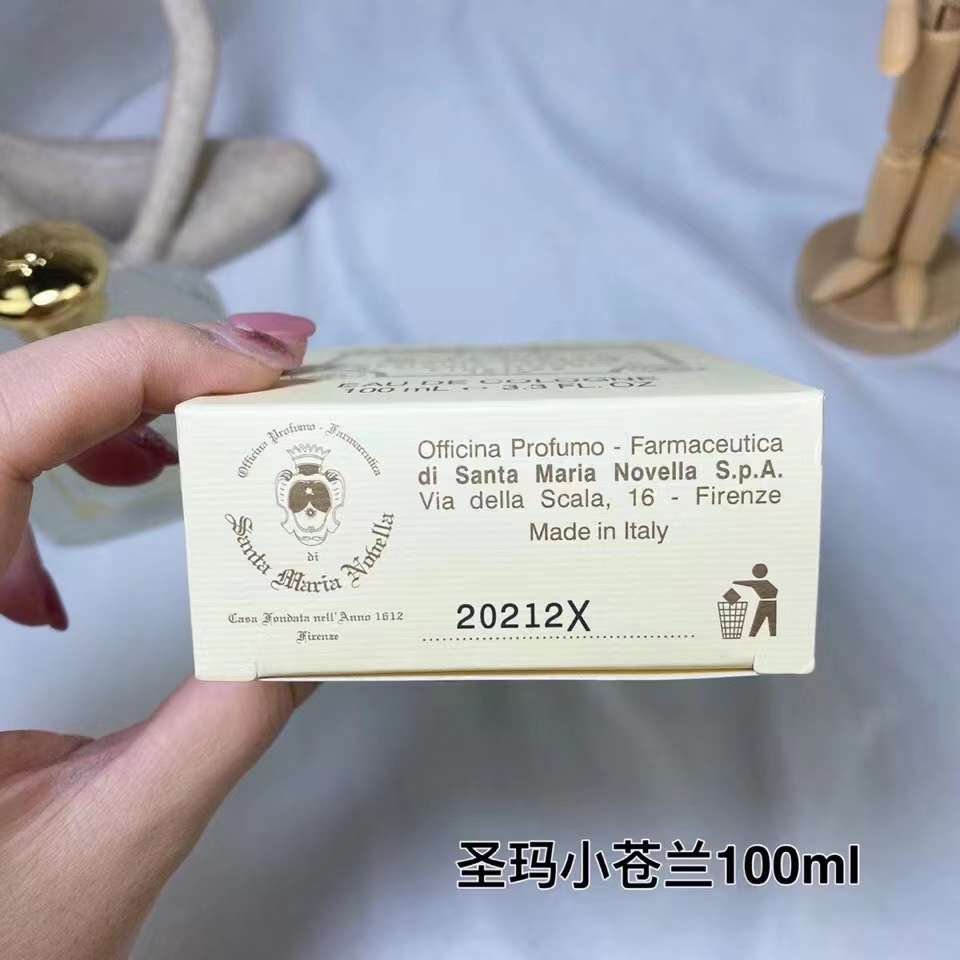 EAU DE COLOGNE
100 mL ℮ 3.3 FL. OZ
Officina Profumo - Farmaceutica
di
Santa Maria Novella
Casa Fondata nell'Anno 1612
Firenze
Officina Profumo - Farmaceutica
di Santa Maria Novella S.p.A.
Via della Scala, 16 - Firenze
Made in Italy
20212X
圣玛小苍兰100ml